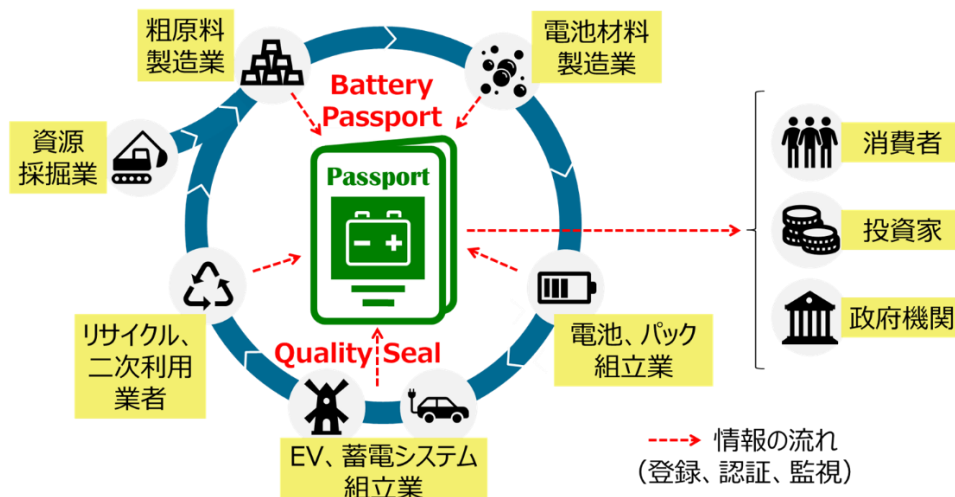 粗原料
製造業
電池材料
製造業
Battery
Passport
資源
採掘業
消費者
Passport
投資家
政府機関
リサイクル、
二次利用
業者
Quality Seal
電池、パック
組立業
EV、蓄電システム
組立業
情報の流れ
（登録、認証、監視）